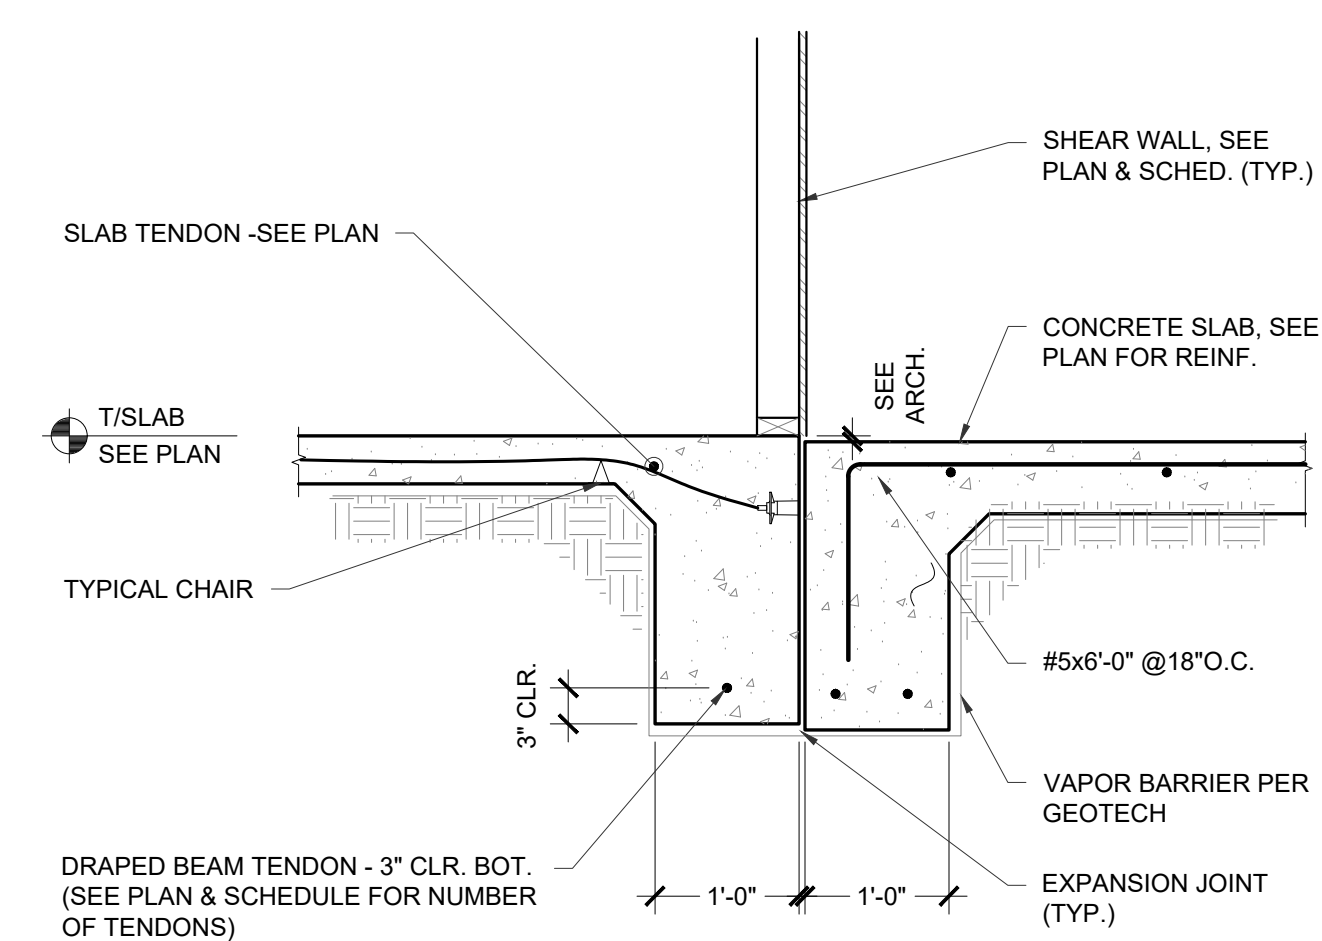 SHEAR WALL, SEE
PLAN & SCHED. (TYP.)
SLAB TENDON -SEE PLAN
CONCRETE SLAB, SEE
PLAN FOR REINF.
SEE
ARCH.
T/SLAB
SEE PLAN
TYPICAL CHAIR
#5x6'-0" @18"O.C.
3" CLR.
VAPOR BARRIER PER
GEOTECH
DRAPED BEAM TENDON - 3" CLR. BOT.
(SEE PLAN & SCHEDULE FOR NUMBER
OF TENDONS)
1'-0"
1'-0"
EXPANSION JOINT
(TYP.)